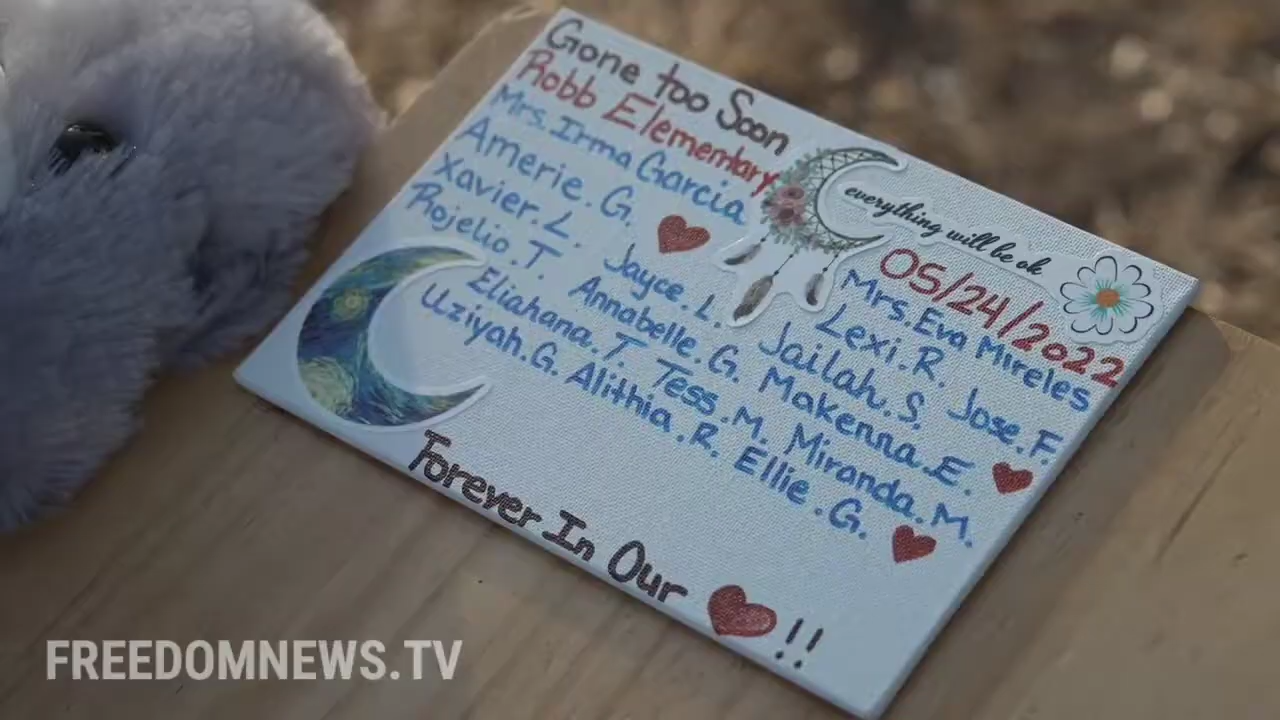 Gone too Soon
everything will be ok
Robb Elementary 05/24/2022
Mrs. Irma Garcia Mrs. Eva Mireles
Amerie. G. Lexi. R. Jose. F.
Xavier. L. Jayce. L. Jailah. S.
Rojelio. T. Annabelle. G. Makenna. E.
Eliahana. T. Tess. M. Miranda. M.
Uziyah. G. Alithia. R. Ellie. G.
Forever In Our ❤ !!
FREEDOMNEWS.TV